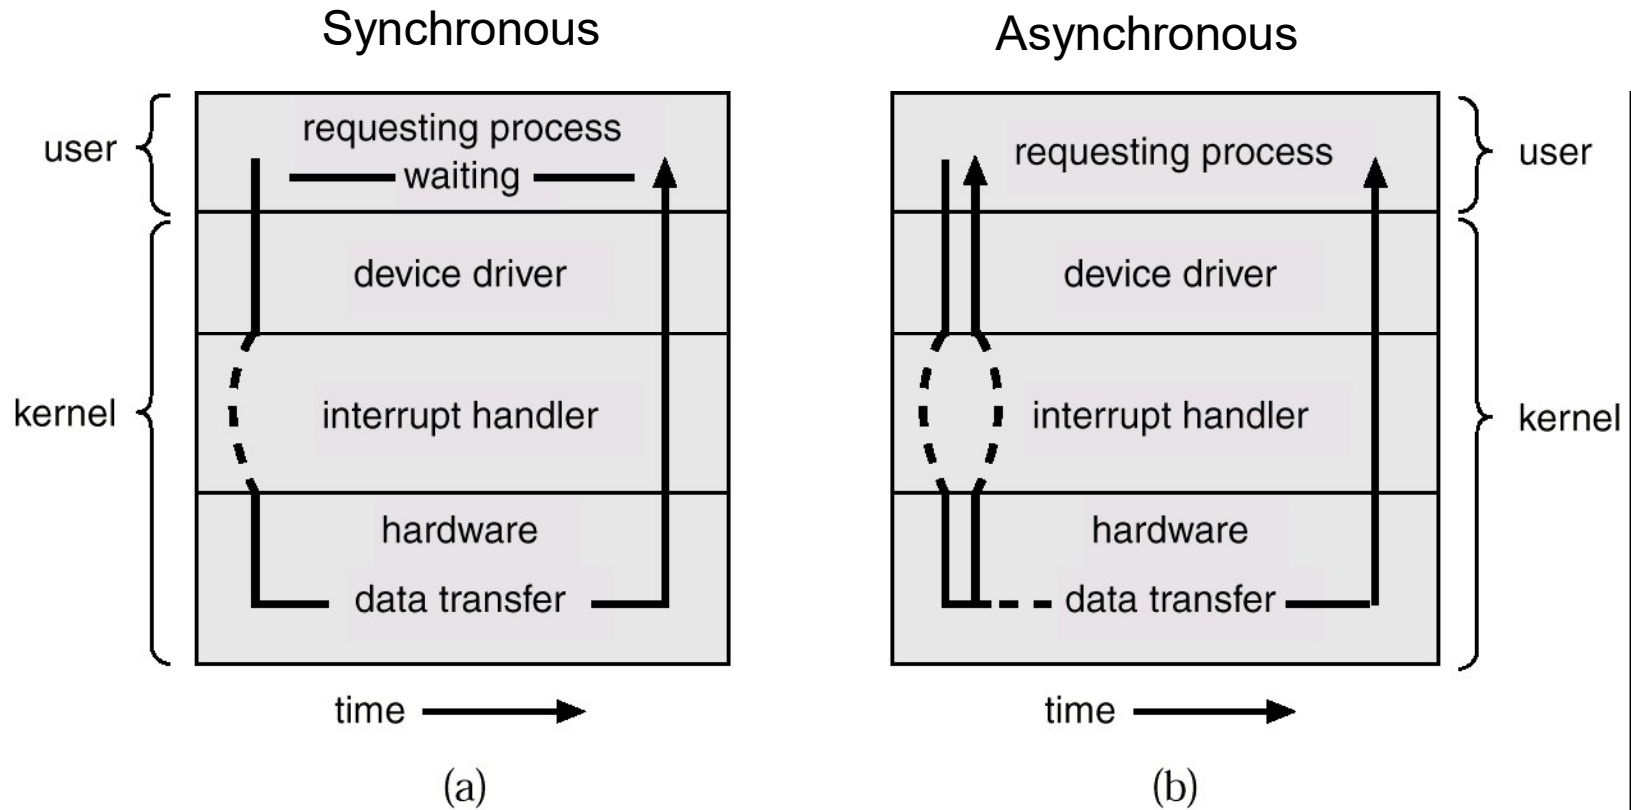 Synchronous
user
kernel
requesting process
waiting
device driver
interrupt handler
hardware
data transfer
time
(a)
Asynchronous
requesting process
device driver
interrupt handler
hardware
data transfer
user
kernel
time
(b)